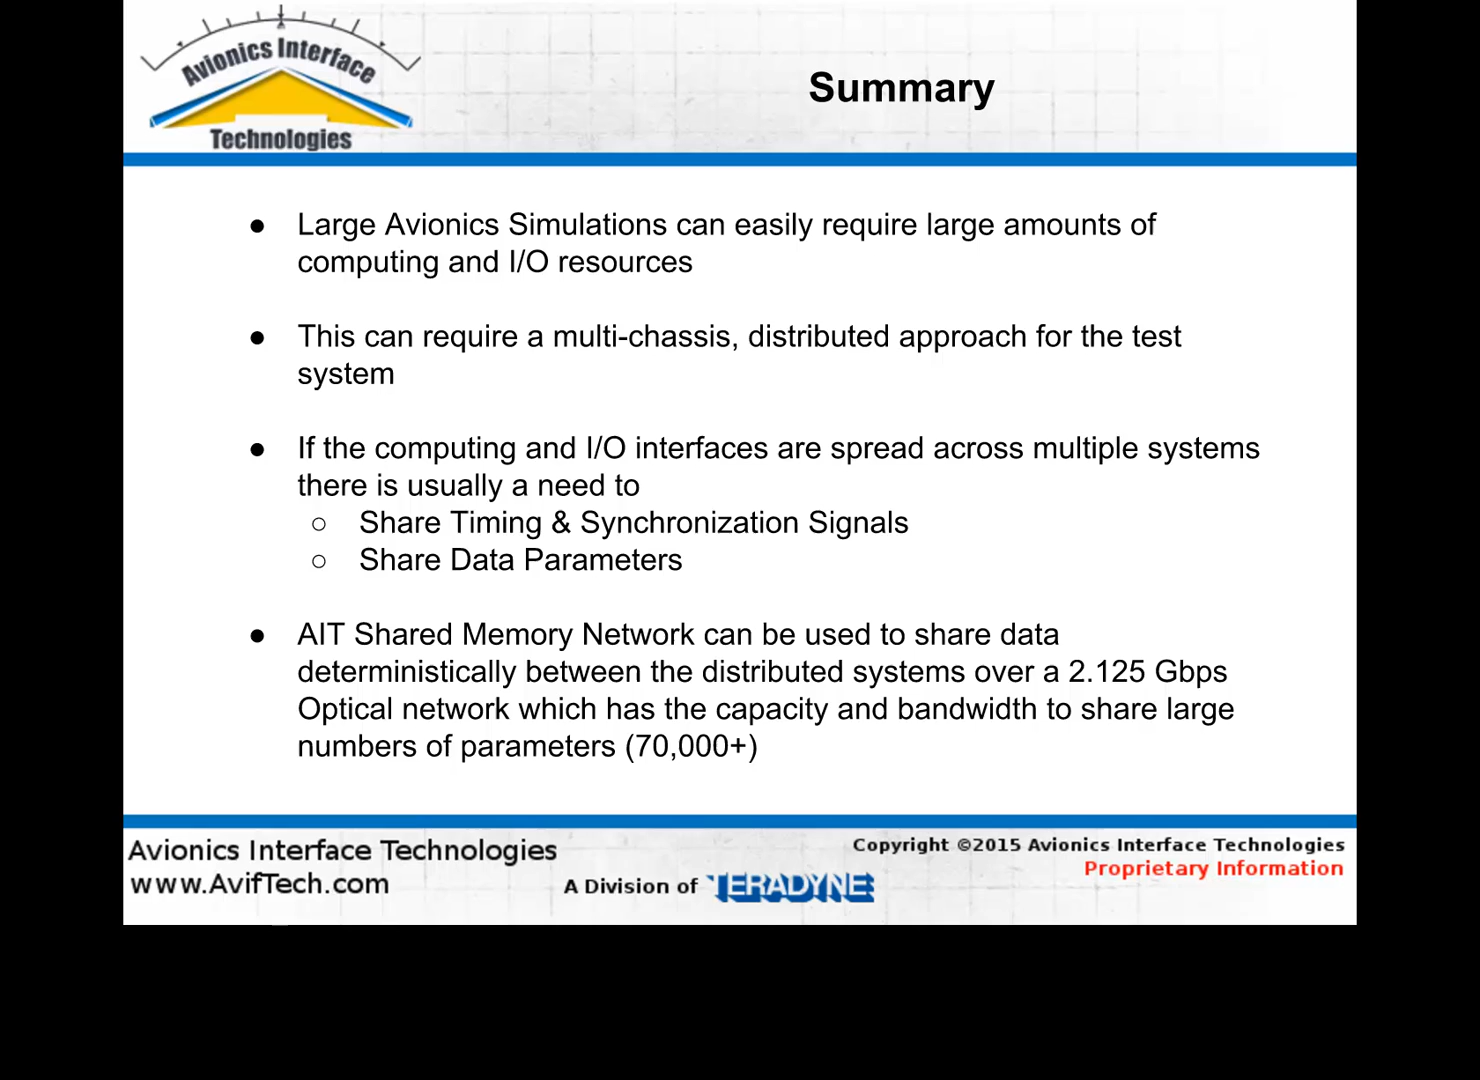 Avionics Interface
Technologies
Summary
● Large Avionics Simulations can easily require large amounts of
computing and I/O resources
● This can require a multi-chassis, distributed approach for the test
system
● If the computing and I/O interfaces are spread across multiple systems
there is usually a need to
○ Share Timing & Synchronization Signals
○ Share Data Parameters
● AIT Shared Memory Network can be used to share data
deterministically between the distributed systems over a 2.125 Gbps
Optical network which has the capacity and bandwidth to share large
numbers of parameters (70,000+)
Avionics Interface Technologies
www.AvifTech.com
A Division of TERADYNE
Copyright ©2015 Avionics Interface Technologies
Proprietary Information